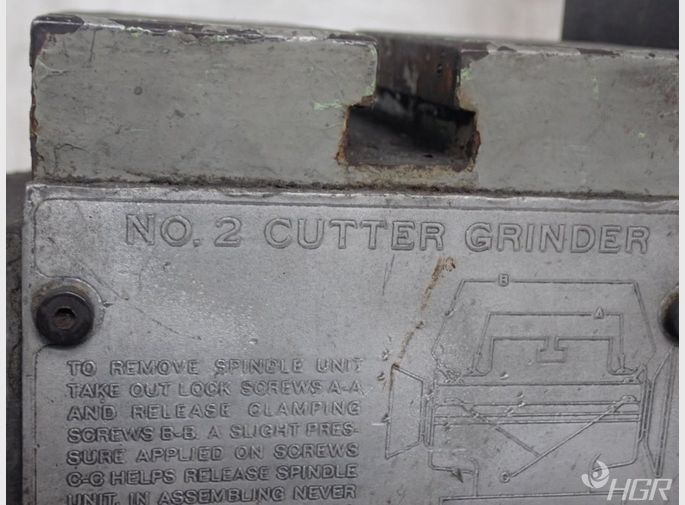 NO. 2 CUTTER GRINDER
B
A
TO REMOVE SPINDLE UNIT
TAKE OUT LOCK SCREWS A-A
AND RELEASE CLAMPING
SCREWS B-B. A SLIGHT PRES-
SURE APPLIED ON SCREWS
C-C HELPS RELEASE SPINDLE
UNIT. IN ASSEMBLING NEVER
HGR